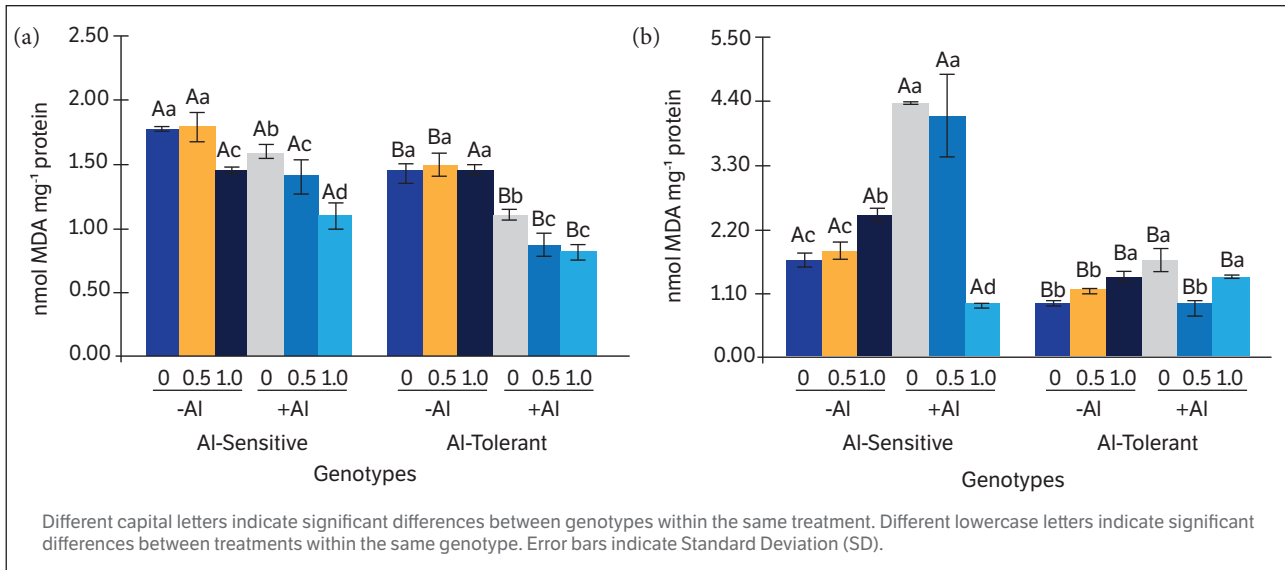 (a)
nmol MDA mg⁻¹ protein
2.50
2.00
1.50
1.00
0.50
0.00
Aa Aa Ac Ab Ac Ad Ba Ba Aa Bb Bc Bc
0 0.5 1.0 0 0.5 1.0 0 0.5 1.0 0 0.5 1.0
-Al +Al -Al +Al
Al-Sensitive Al-Tolerant
Genotypes
(b)
nmol MDA mg⁻¹ protein
5.50
4.40
3.30
2.20
1.10
0.00
Ac Ac Ab Aa Aa Ad Bb Bb Ba Ba Bb Ba
0 0.5 1.0 0 0.5 1.0 0 0.5 1.0 0 0.5 1.0
-Al +Al -Al +Al
Al-Sensitive Al-Tolerant
Genotypes
Different capital letters indicate significant differences between genotypes within the same treatment. Different lowercase letters indicate significant
differences between treatments within the same genotype. Error bars indicate Standard Deviation (SD).